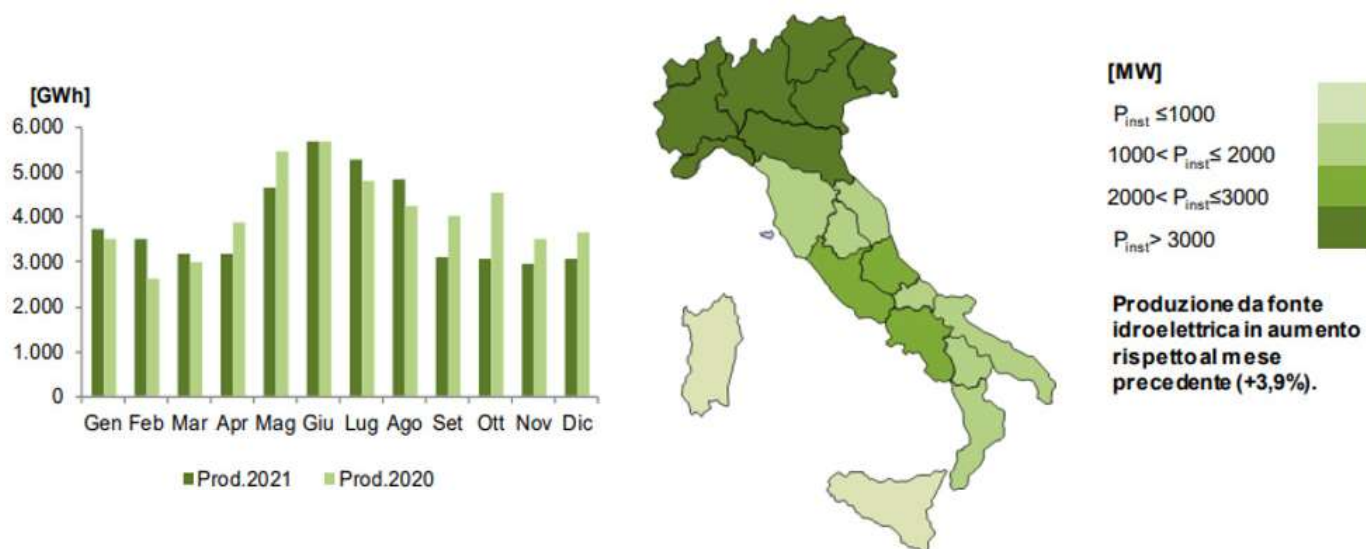 [GWh]
6.000
5.000
4.000
3.000
2.000
1.000
0
Gen Feb Mar Apr Mag Giu Lug Ago Set Ott Nov Dic
Prod.2021 Prod.2020
[MW]
Pinst ≤1000
1000< Pinst≤ 2000
2000< Pinst≤3000
Pinst> 3000
Produzione da fonte
idroelettrica in aumento
rispetto al mese
precedente (+3,9%).